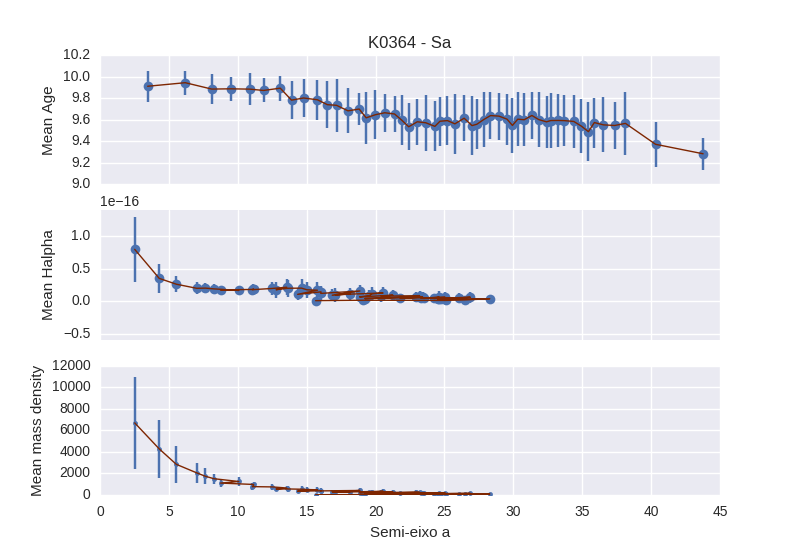 K0364 - Sa
10.2
10.0
9.8
9.6
9.4
9.2
9.0
Mean Age
1e−16
1.0
0.5
0.0
−0.5
Mean Halpha
12000
10000
8000
6000
4000
2000
0
Mean mass density
0 5 10 15 20 25 30 35 40 45
Semi-eixo a